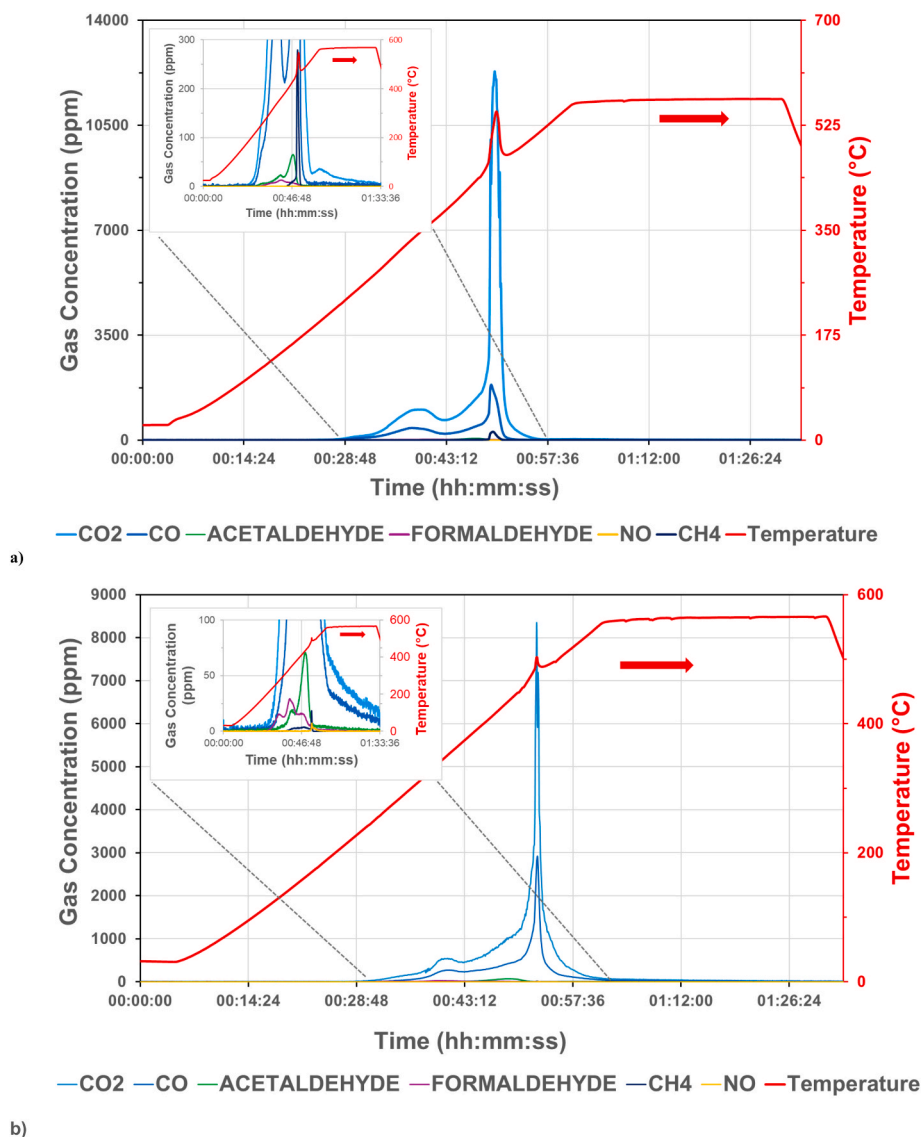 a)
14000
10500
7000
3500
0
Gas Concentration (ppm)
700
525
350
175
0
Temperature (°C)
00:00:00 00:14:24 00:28:48 00:43:12 00:57:36 01:12:00 01:26:24
Time (hh:mm:ss)
300
200
100
0
Gas Concentration (ppm)
600
400
200
0
Temperature (°C)
00:00:00 00:46:48 01:33:36
Time (hh:mm:ss)
CO2 CO ACETALDEHYDE FORMALDEHYDE NO CH4 Temperature
9000
8000
7000
6000
5000
4000
3000
2000
1000
0
Gas Concentration (ppm)
600
400
200
0
Temperature (°C)
00:00:00 00:14:24 00:28:48 00:43:12 00:57:36 01:12:00 01:26:24
Time (hh:mm:ss)
100
50
0
Gas Concentration
(ppm)
600
400
200
0
Temperature (°C)
00:00:00 00:46:48 01:33:36
Time (hh:mm:ss)
CO2 CO ACETALDEHYDE FORMALDEHYDE CH4 NO Temperature
b)